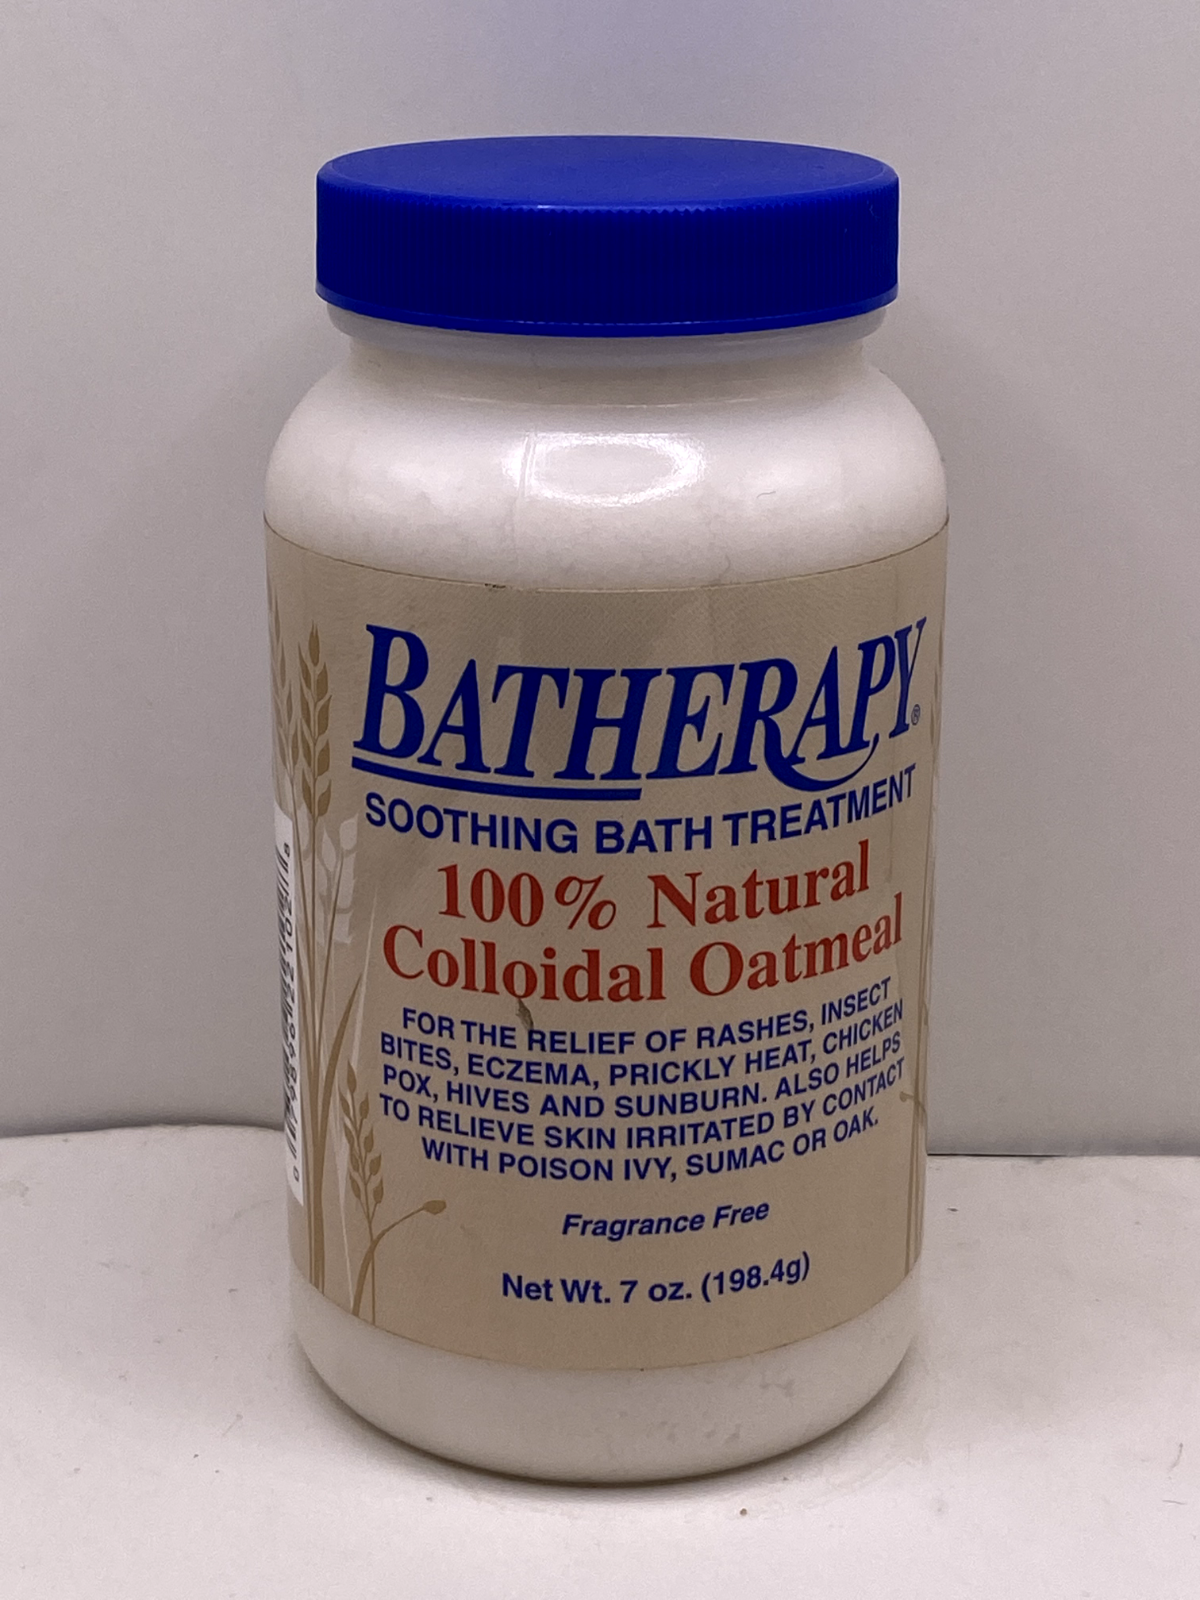 BATHERAPY®
SOOTHING BATH TREATMENT
100% Natural
Colloidal Oatmeal
FOR THE RELIEF OF RASHES, INSECT
BITES, ECZEMA, PRICKLY HEAT, CHICKEN
POX, HIVES AND SUNBURN. ALSO HELPS
TO RELIEVE SKIN IRRITATED BY CONTACT
WITH POISON IVY, SUMAC OR OAK.
Fragrance Free
Net Wt. 7 oz. (198.4g)